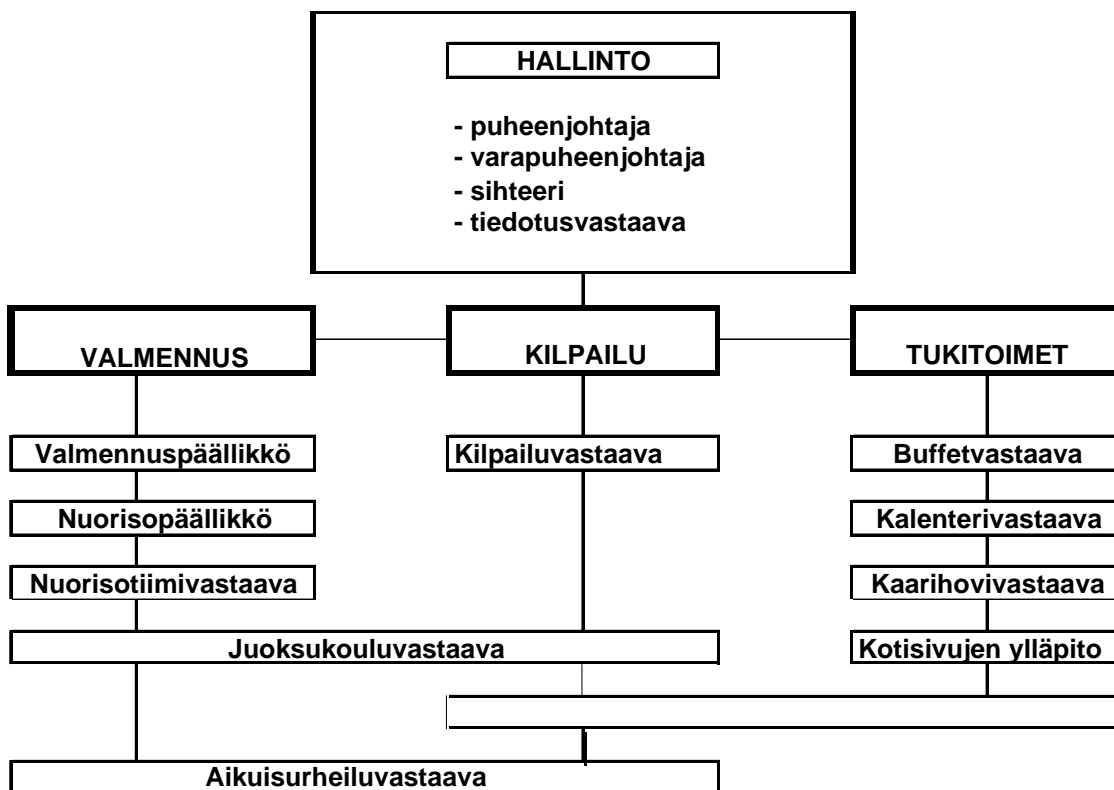 HALLINTO
- puheenjohtaja
- varapuheenjohtaja
- sihteeri
- tiedotusvastaava
VALMENNUS
KILPAILU
TUKITOIMET
Valmennuspäällikkö
Kilpailuvastaava
Buffetvastaava
Nuorisopäällikkö
Kalenterivastaava
Nuorisotiimivastaava
Kaarihovivastaava
Juoksukouluvastaava
Kotisivujen ylläpito
Aikuisurheiluvastaava